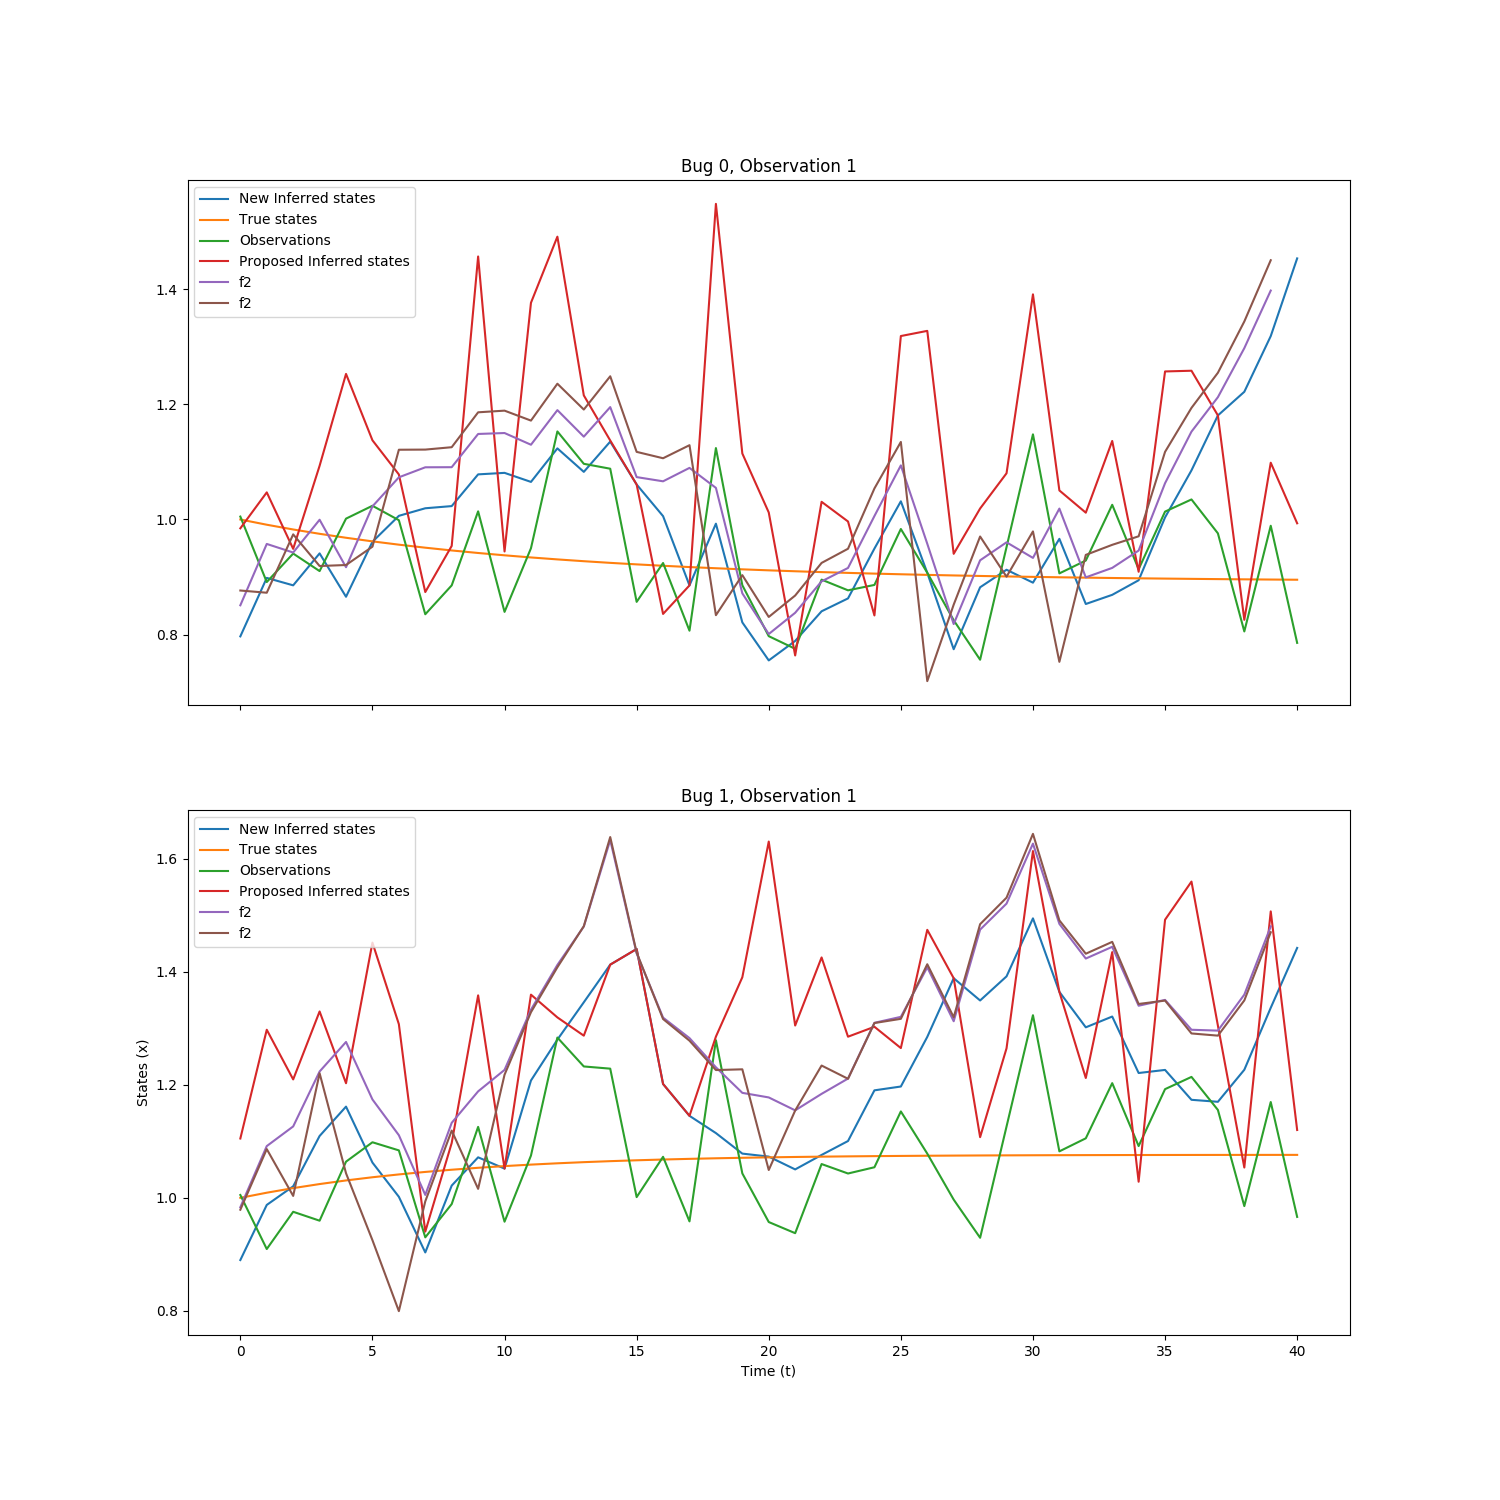 Bug 0, Observation 1
New Inferred states
True states
Observations
Proposed Inferred states
f2
f2
1.4
1.2
1.0
0.8
Bug 1, Observation 1
New Inferred states
True states
Observations
Proposed Inferred states
f2
f2
1.6
1.4
1.2
1.0
0.8
States (x)
0 5 10 15 20 25 30 35 40
Time (t)